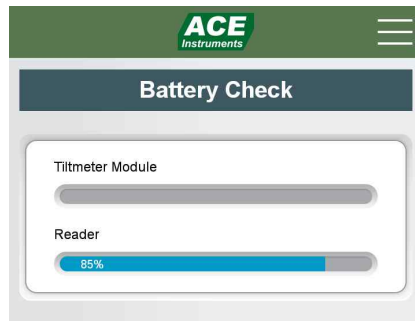 ACE
Instruments
Battery Check
Tiltmeter Module
Reader
85%